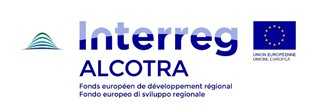 Interreg
ALCOTRA
Fonds européen de développement régional
Fondo europeo di sviluppo regionale
UNION EUROPÉENNE
UNIONE EUROPEA